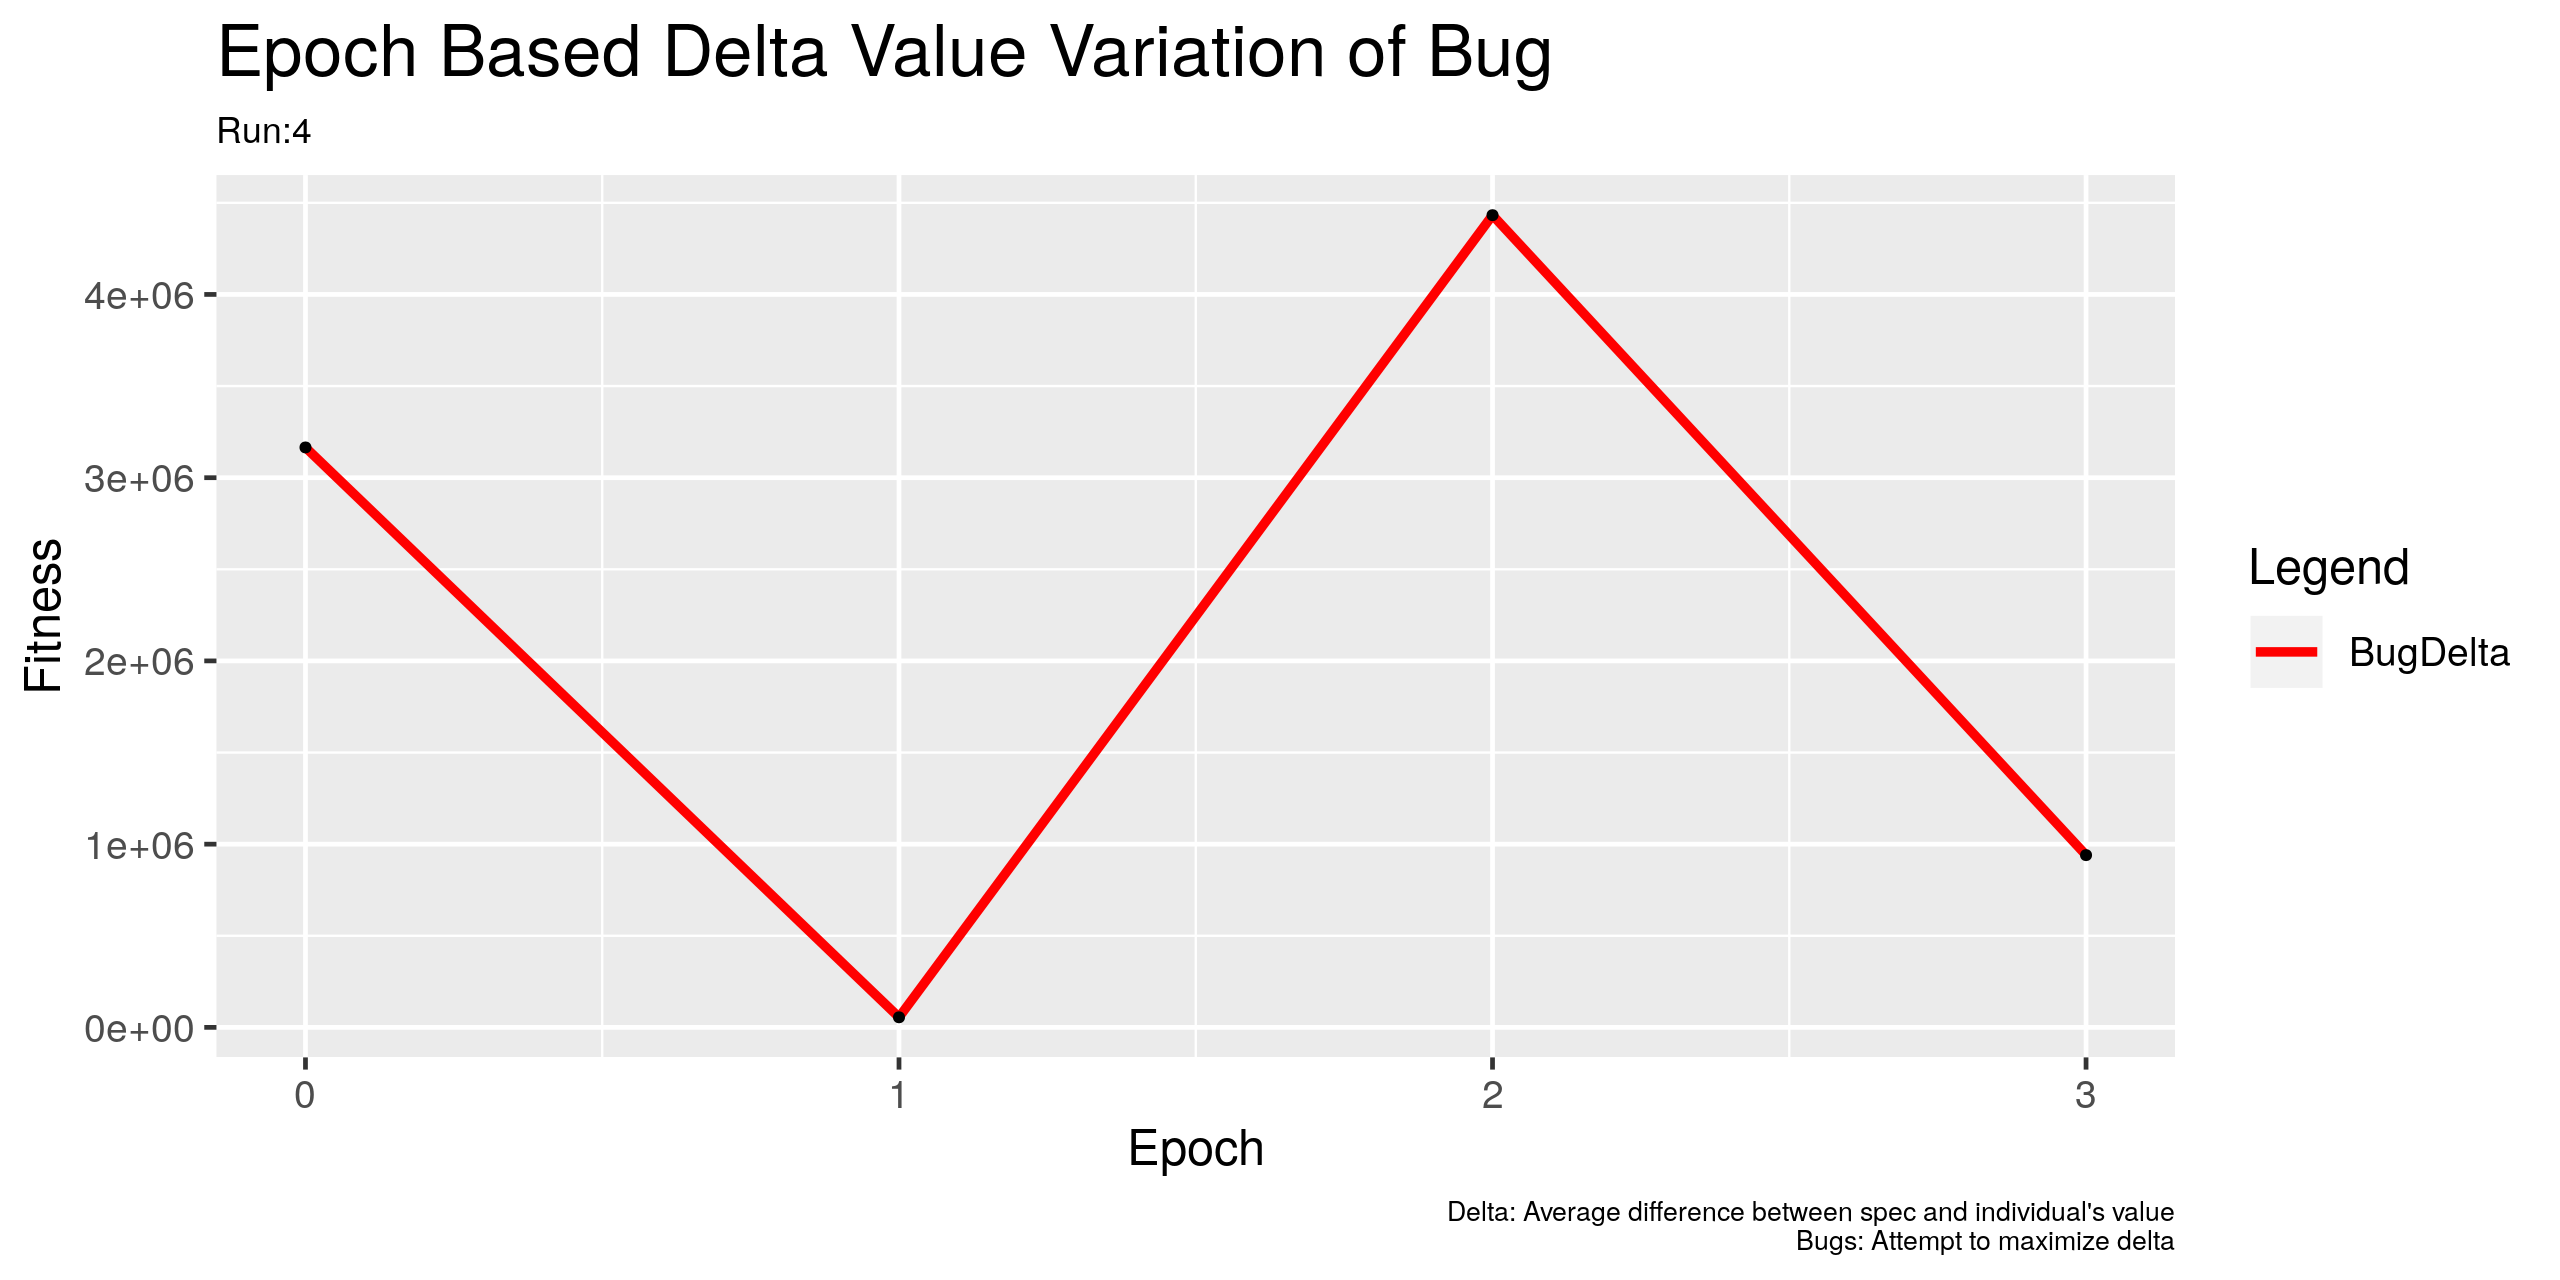 Epoch Based Delta Value Variation of Bug
Run:4
4e+06
3e+06
2e+06
1e+06
0e+00
Fitness
0
1
2
3
Epoch
Legend
BugDelta
Delta: Average difference between spec and individual's value
Bugs: Attempt to maximize delta